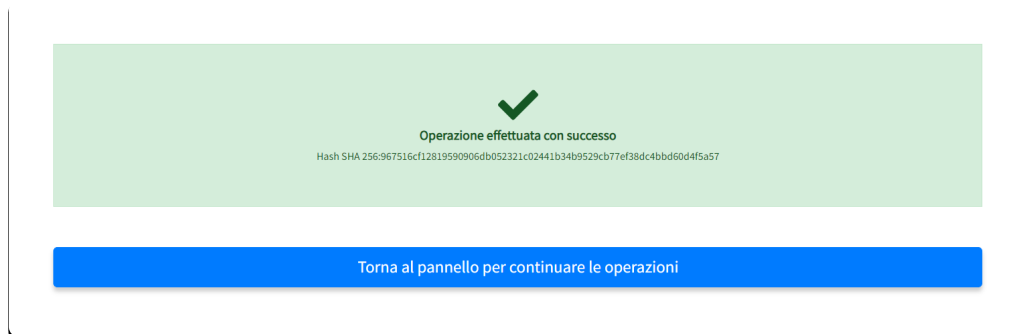 Operazione effettuata con successo
Hash SHA 256:967516cf12819590906db052321c02441b34b9529cb77ef38dc4bbd60d4f5a57
Torna al pannello per continuare le operazioni